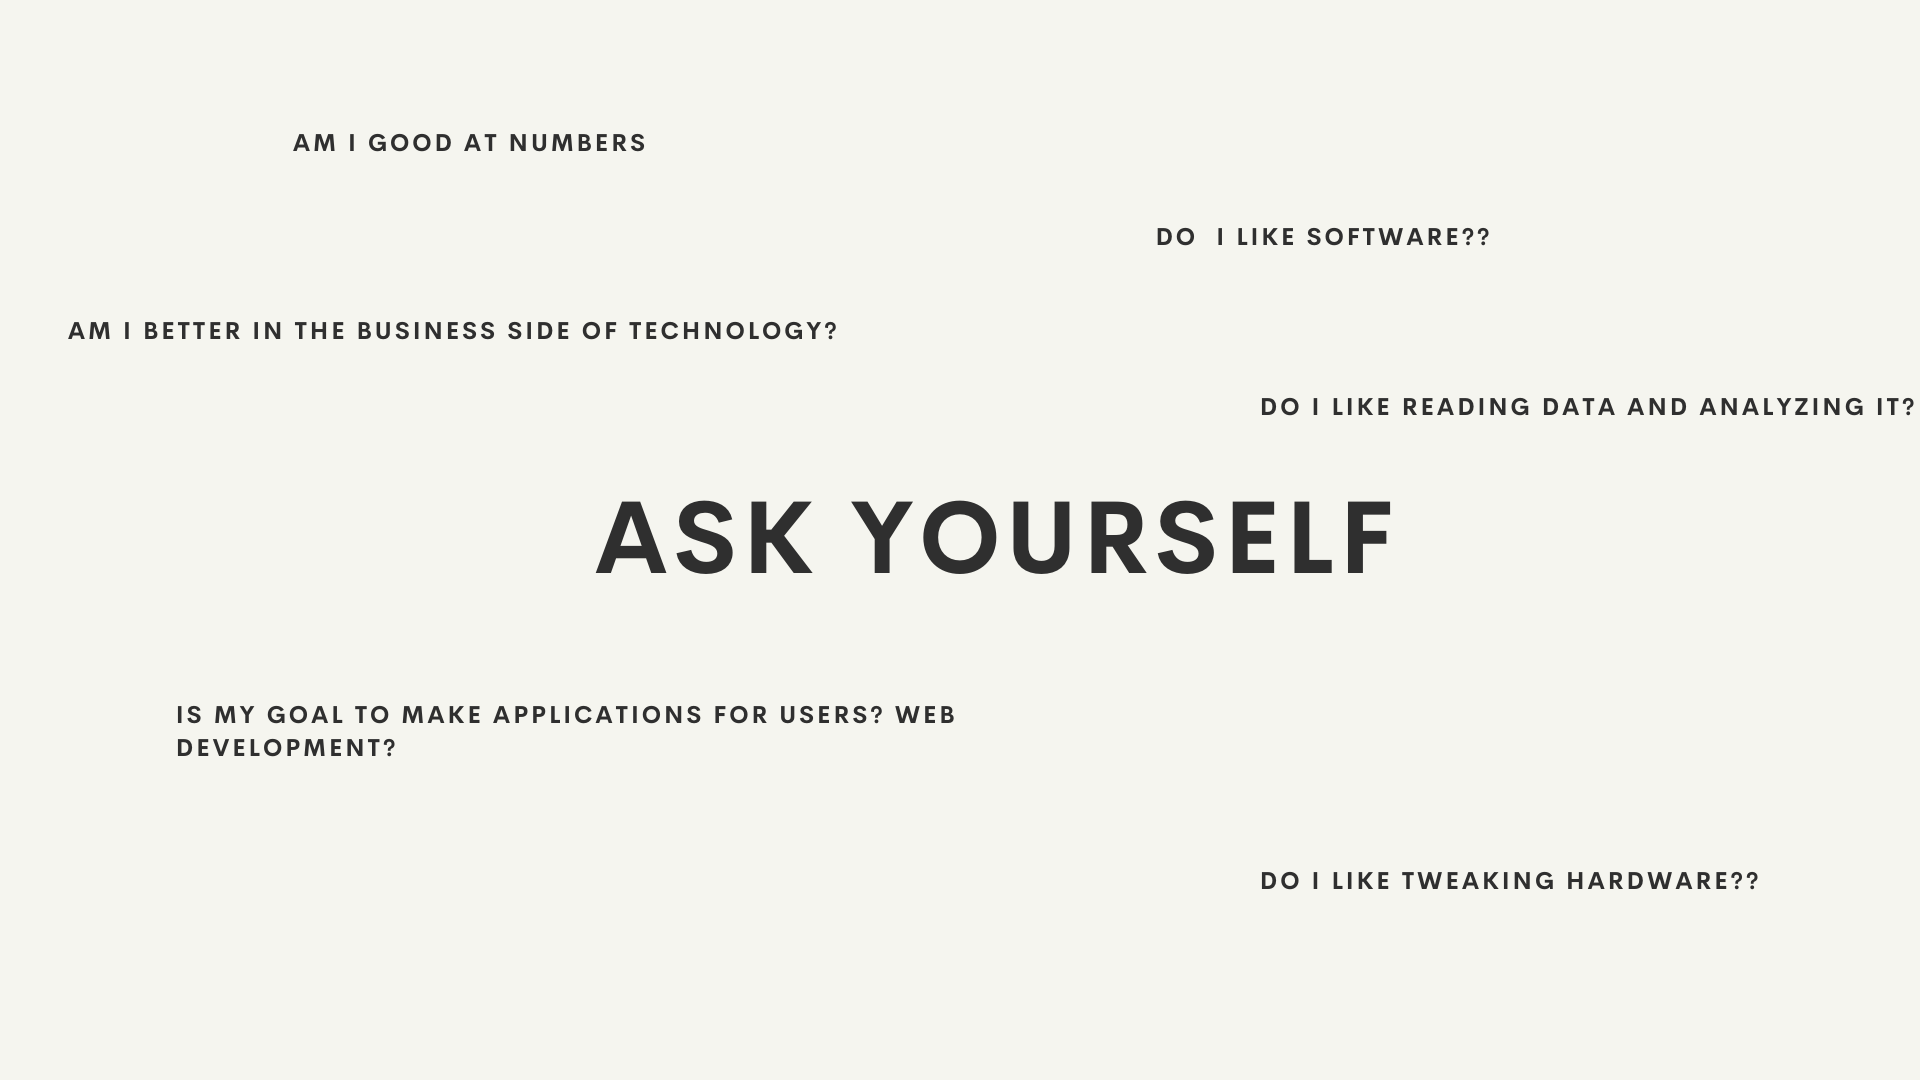 AM I GOOD AT NUMBERS
DO  I LIKE SOFTWARE??
AM I BETTER IN THE BUSINESS SIDE OF TECHNOLOGY?
DO I LIKE READING DATA AND ANALYZING IT?
ASK YOURSELF
IS MY GOAL TO MAKE APPLICATIONS FOR USERS? WEB
DEVELOPMENT?
DO I LIKE TWEAKING HARDWARE??